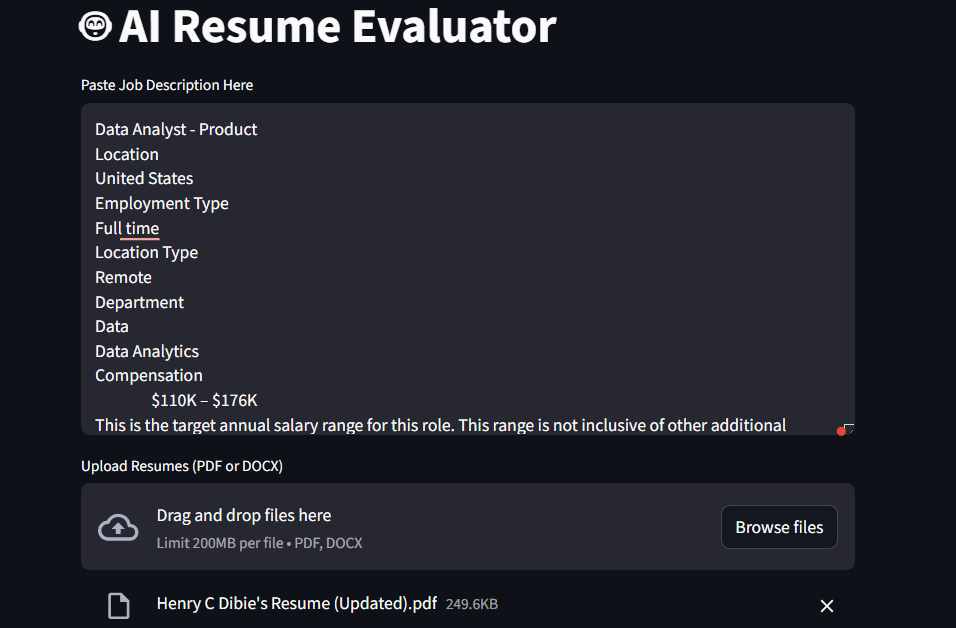 AI Resume Evaluator
Paste Job Description Here
Data Analyst - Product
Location
United States
Employment Type
Full time
Location Type
Remote
Department
Data
Data Analytics
Compensation
$110K – $176K
This is the target annual salary range for this role. This range is not inclusive of other additional
Upload Resumes (PDF or DOCX)
Drag and drop files here
Limit 200MB per file • PDF, DOCX
Browse files
Henry C Dibie's Resume (Updated).pdf 249.6KB